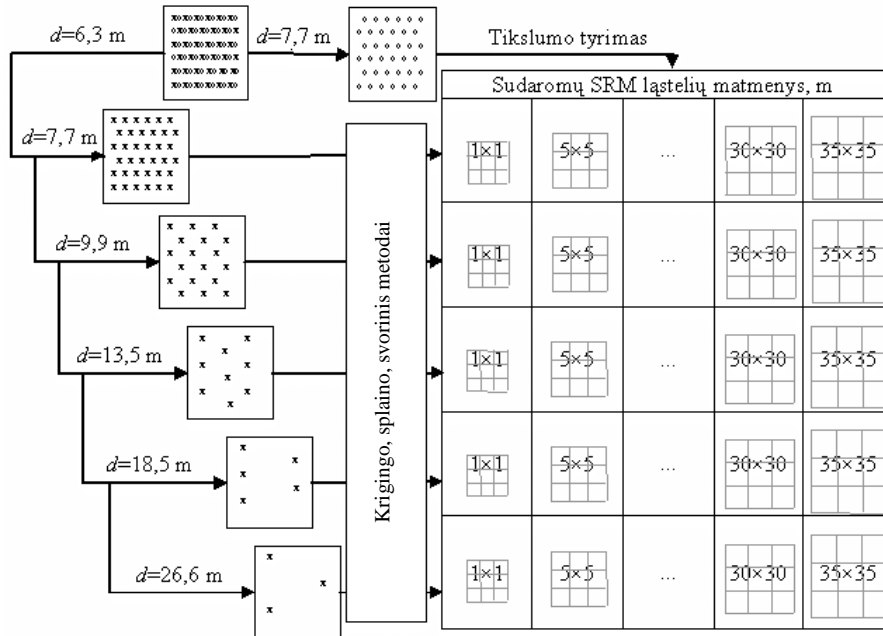 d=6,3 m
d=7,7 m
Tikslumo tyrimas
Sudaromų SRM ląstelių matmenys, m
d=7,7 m
1×1 5×5 ... 30×30 35×35
d=9,9 m
1×1 5×5 ... 30×30 35×35
d=13,5 m
1×1 5×5 ... 30×30 35×35
d=18,5 m
1×1 5×5 ... 30×30 35×35
d=26,6 m
1×1 5×5 ... 30×30 35×35
Krigingo, splaino, svorinis metodai